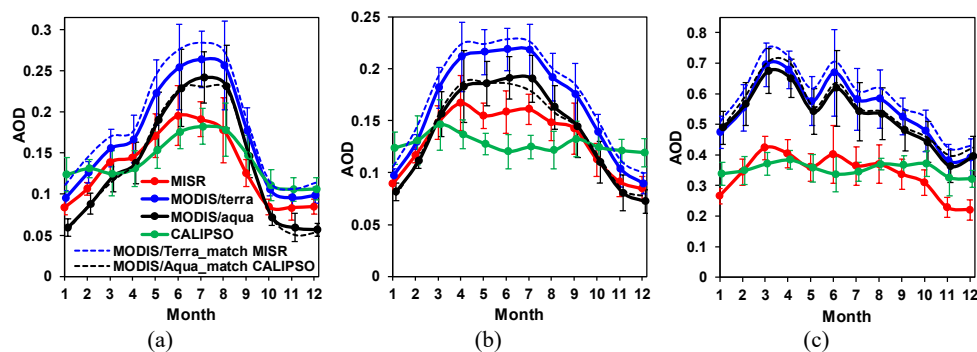 0.3
0.25
0.2
0.15
0.1
0.05
0
AOD
MISR
MODIS/terra
MODIS/aqua
CALIPSO
MODIS/Terra_match MISR
MODIS/Aqua_match CALIPSO
1 2 3 4 5 6 7 8 9 10 11 12
Month
(a)
0.25
0.2
0.15
0.1
0.05
0
AOD
1 2 3 4 5 6 7 8 9 10 11 12
Month
(b)
0.8
0.7
0.6
0.5
0.4
0.3
0.2
0.1
0
AOD
1 2 3 4 5 6 7 8 9 10 11 12
Month
(c)